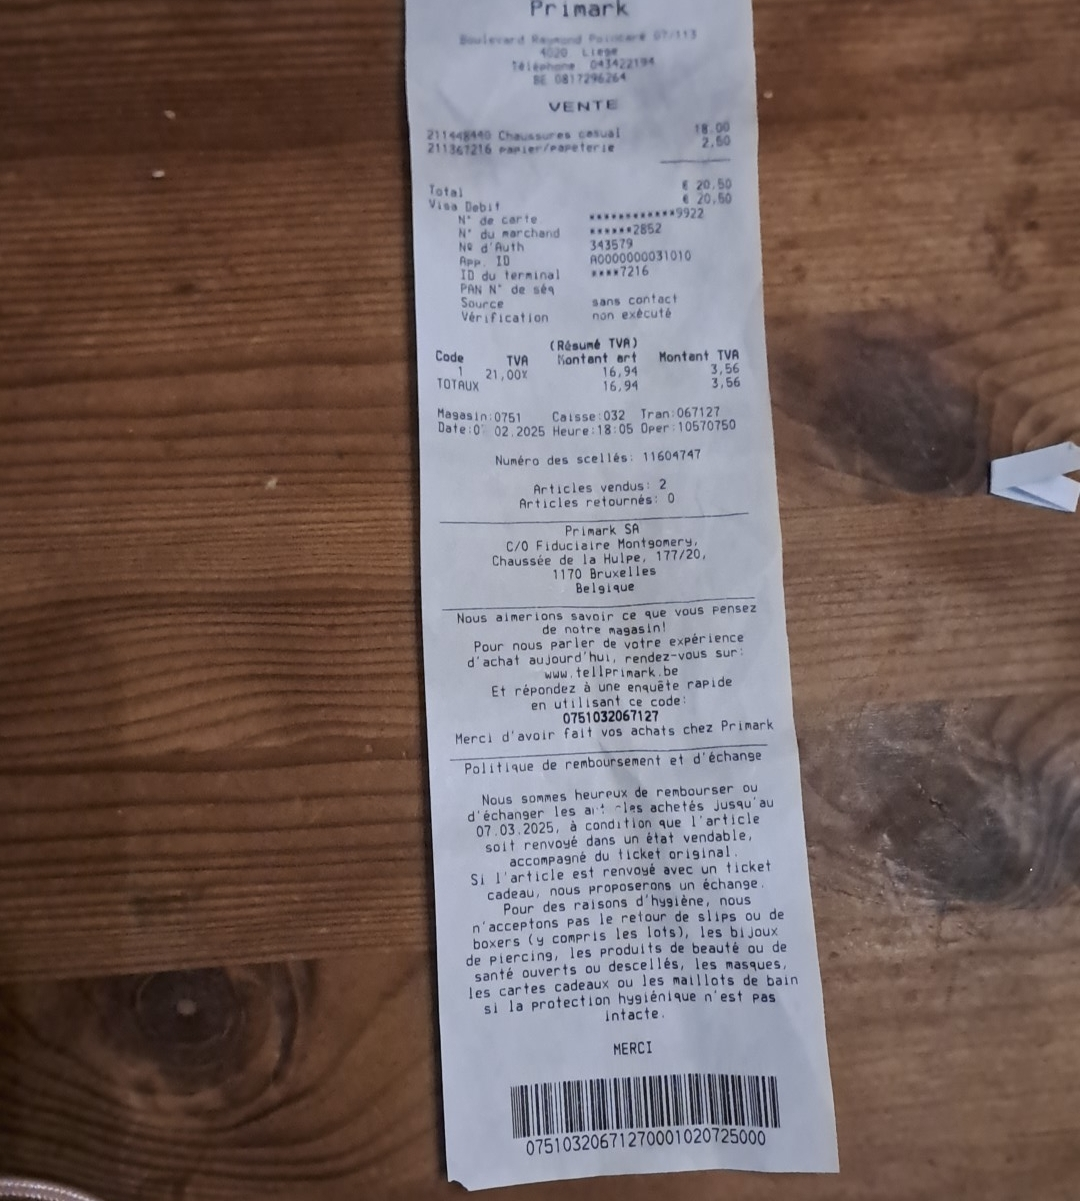 Primark
Boulevard Raymond Poincaré 07/113
4020 Liege
Téléphone 043422194
BE 0817296264
VENTE
211448440 Chaussures casual 18.00
211367216 papier/papeterie 2,50
Total € 20,50
Visa Debit € 20,50
N° de carte ************9922
N° du marchand ******2852
Nº d'Auth 343579
App. ID A0000000031010
ID du terminal ****7216
PAN N° de séq
Source sans contact
Vérification non exécuté
(Résumé TVA)
Code TVA Montant art Montant TVA
1 21,00% 16,94 3,56
TOTAUX 16,94 3,56
Magasin:0751 Caisse:032 Tran:067127
Date:0 02.2025 Heure:18:05 Oper:10570750
Numéro des scellés: 11604747
Articles vendus: 2
Articles retournés: 0
Primark SA
C/O Fiduciaire Montgomery,
Chaussée de la Hulpe, 177/20,
1170 Bruxelles
Belgique
Nous aimerions savoir ce que vous pensez
de notre magasin!
Pour nous parler de votre expérience
d'achat aujourd'hui, rendez-vous sur:
www.tellprimark.be
Et répondez à une enquête rapide
en utilisant ce code:
0751032067127
Merci d'avoir fait vos achats chez Primark
Politique de remboursement et d'échange
Nous sommes heureux de rembourser ou
d'échanger les articles achetés jusqu'au
07.03.2025, à condition que l'article
soit renvoyé dans un état vendable,
accompagné du ticket original.
Si l'article est renvoyé avec un ticket
cadeau, nous proposerons un échange.
Pour des raisons d'hygiène, nous
n'acceptons pas le retour de slips ou de
boxers (y compris les lots), les bijoux
de piercing, les produits de beauté ou de
santé ouverts ou descellés, les masques,
les cartes cadeaux ou les maillots de bain
si la protection hygiénique n'est pas
intacte.
MERCI
07510320671270001020725000